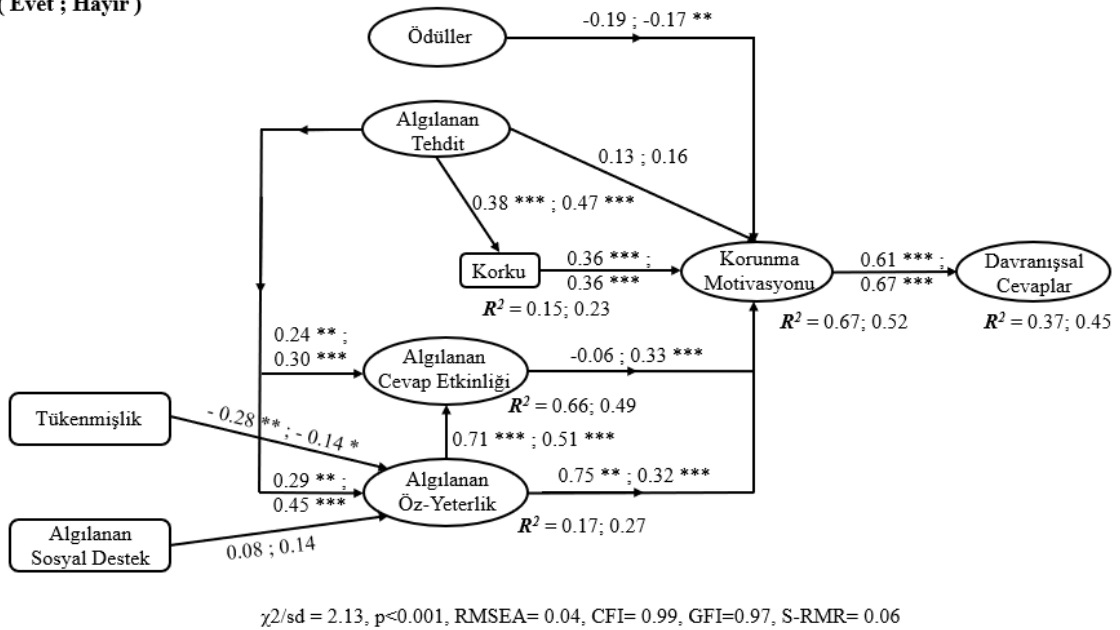 ( Evet ; Hayır )
Ödüller
-0.19 ; -0.17 **
Algılanan
Tehdit
0.13 ; 0.16
0.38 *** ; 0.47 ***
Korku
0.36 *** ;
0.36 ***
R² = 0.15; 0.23
Korunma
Motivasyonu
R² = 0.67; 0.52
0.61 *** ;
0.67 ***
Davranışsal
Cevaplar
R² = 0.37; 0.45
0.24 ** ;
0.30 ***
Algılanan
Cevap Etkinliği
-0.06 ; 0.33 ***
R² = 0.66; 0.49
Tükenmişlik
- 0.28 ** ; - 0.14 *
0.71 *** ; 0.51 ***
0.29 ** ;
0.45 ***
Algılanan
Öz-Yeterlik
0.75 ** ; 0.32 ***
R² = 0.17; 0.27
Algılanan
Sosyal Destek
0.08 ; 0.14
χ2/sd = 2.13, p<0.001, RMSEA= 0.04, CFI= 0.99, GFI=0.97, S-RMR= 0.06